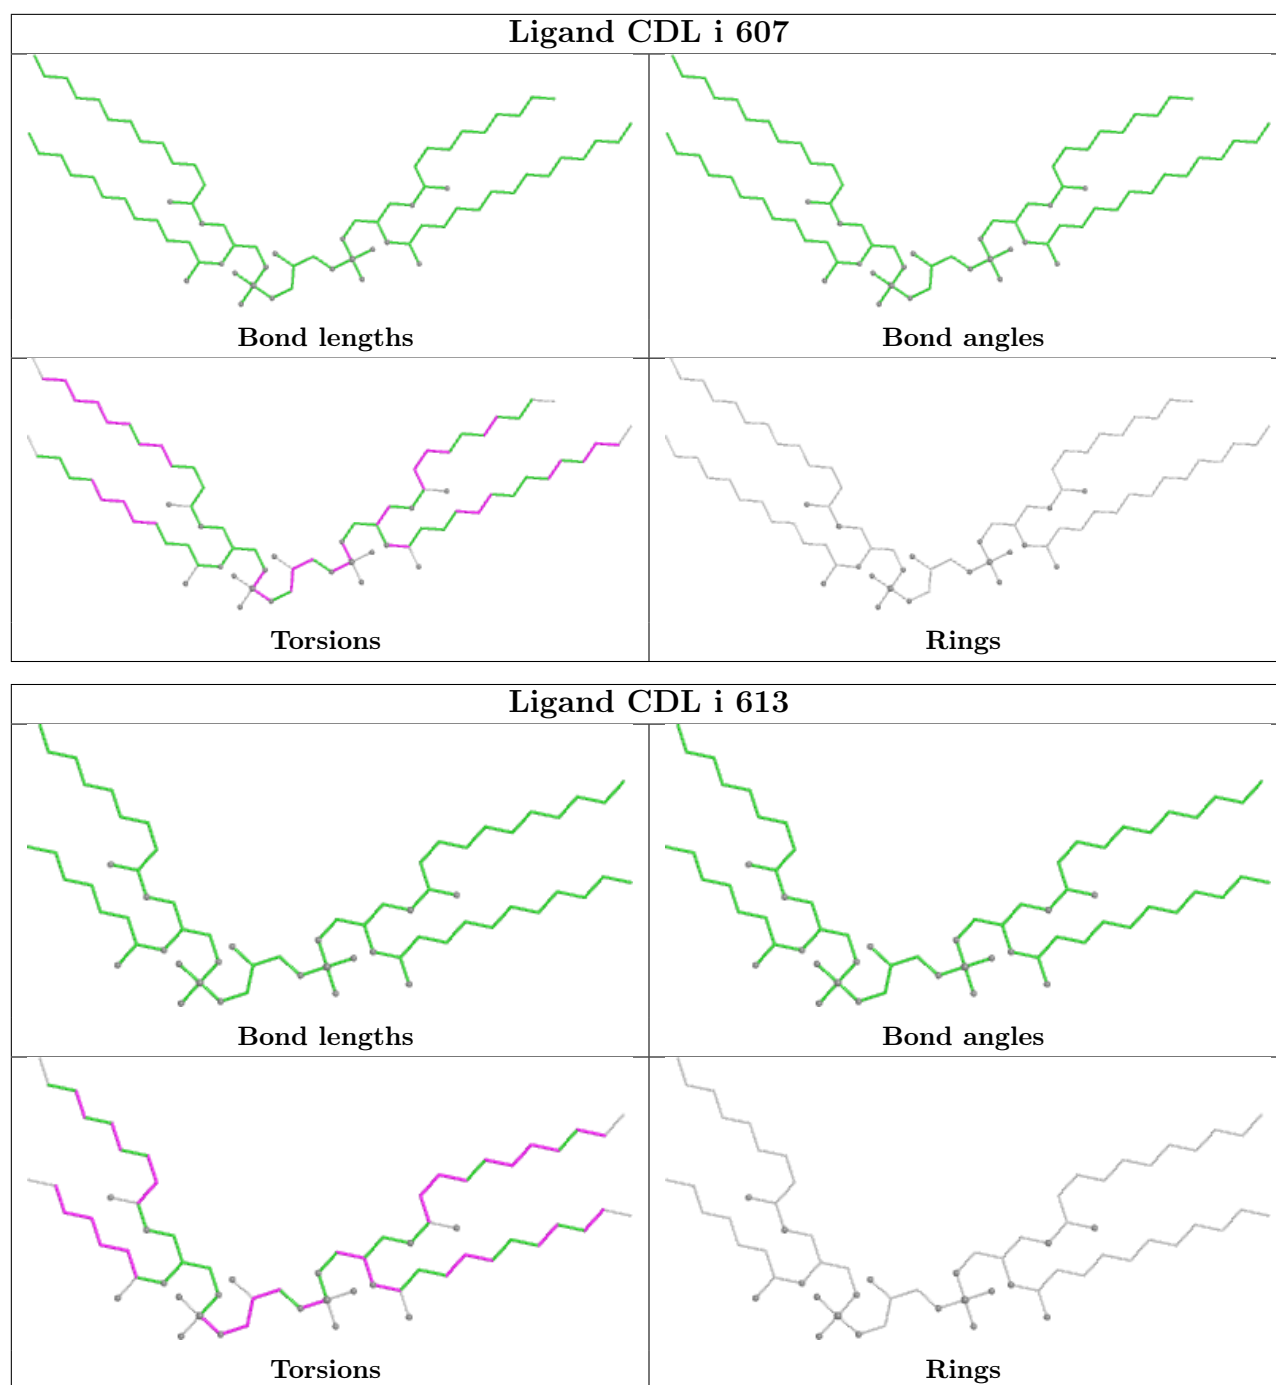 Ligand CDL i 607
Bond lengths
Bond angles
Torsions
Rings
Ligand CDL i 613
Bond lengths
Bond angles
Torsions
Rings